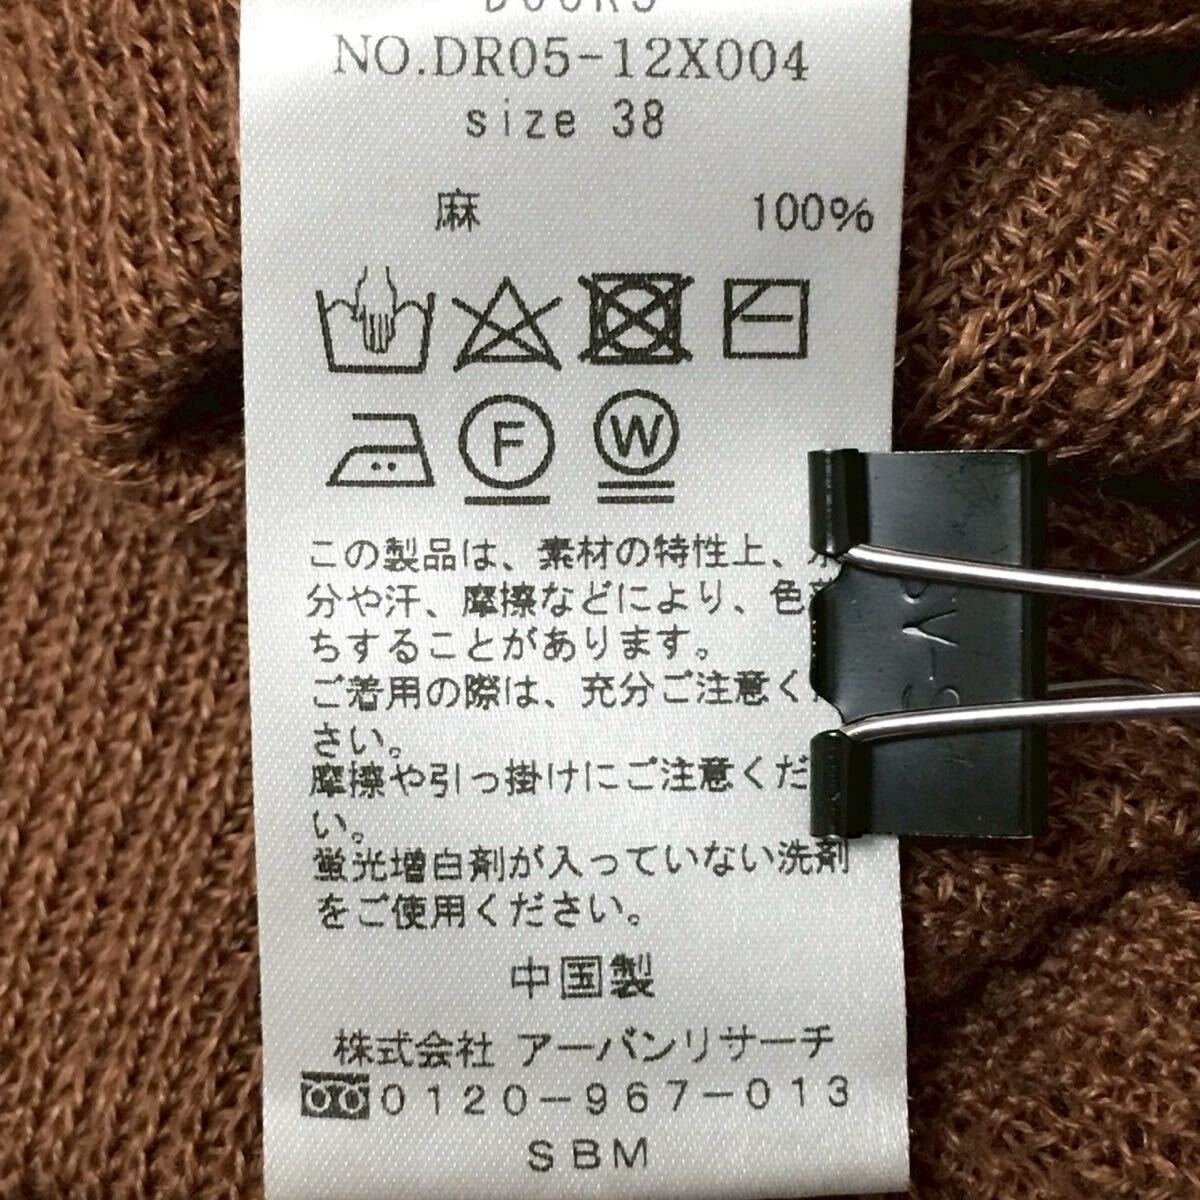 DOORS
NO.DR05-12X004
size 38
麻 100%
F W
この製品は、素材の特性上、水
分や汗、摩擦などにより、色落
ちすることがあります。
ご着用の際は、充分ご注意くだ
さい。
摩擦や引っ掛けにご注意くださ
い。
蛍光増白剤が入っていない洗剤
をご使用ください。
中国製
株式会社 アーバンリサーチ
0120-967-013
SBM